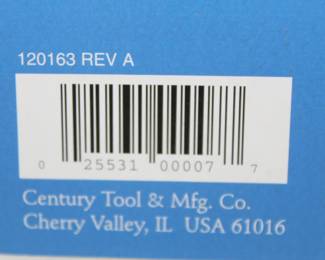 120163 REV A
0 25531 00007 7
Century Tool & Mfg. Co.
Cherry Valley, IL USA 61016